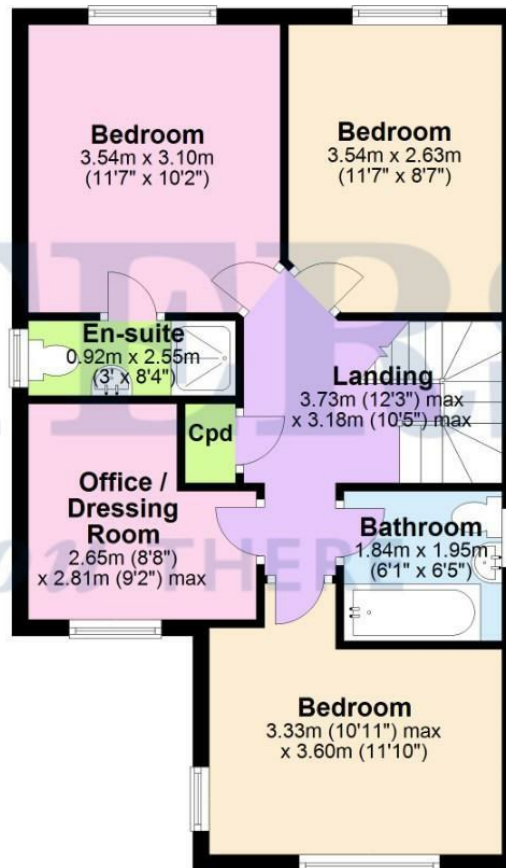 Bedroom
3.54m x 3.10m
(11'7" x 10'2")
Bedroom
3.54m x 2.63m
(11'7" x 8'7")
En-suite
0.92m x 2.55m
(3' x 8'4")
Landing
3.73m (12'3") max
x 3.18m (10'5") max
Cpd
Office /
Dressing
Room
2.65m (8'8")
x 2.81m (9'2") max
Bathroom
1.84m x 1.95m
(6'1" x 6'5")
THERE
Bedroom
3.33m (10'11") max
x 3.60m (11'10")